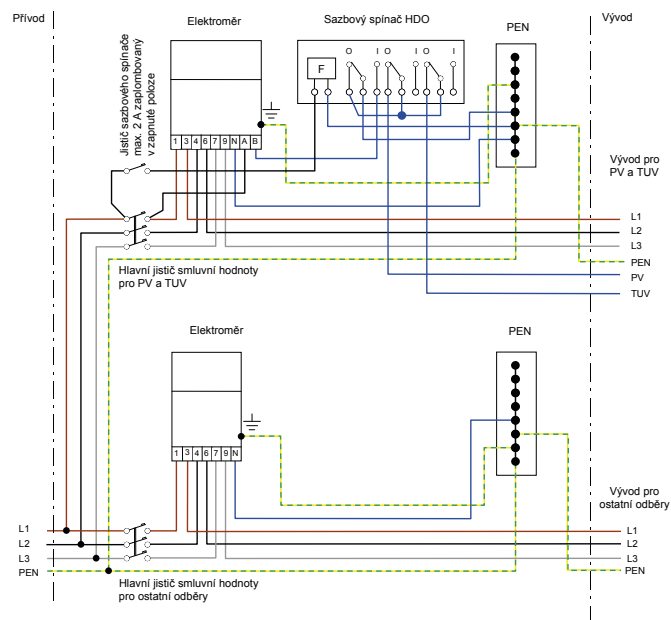 Přívod
Elektroměr
Sazbový spínač HDO
PEN
Vývod
O I O I O I
F
Jistič sazbového spínače
max. 2 A zaplombovaný
v zapnuté poloze
1 3 4 6 7 9 N A B
Vývod pro
PV a TUV
L1
L2
L3
PEN
PV
TUV
Hlavní jistič smluvní hodnoty
pro PV a TUV
Elektroměr
PEN
1 3 4 6 7 9 N
Vývod pro
ostatní odběry
L1
L2
L3
PEN
L1
L2
L3
PEN
Hlavní jistič smluvní hodnoty
pro ostatní odběry